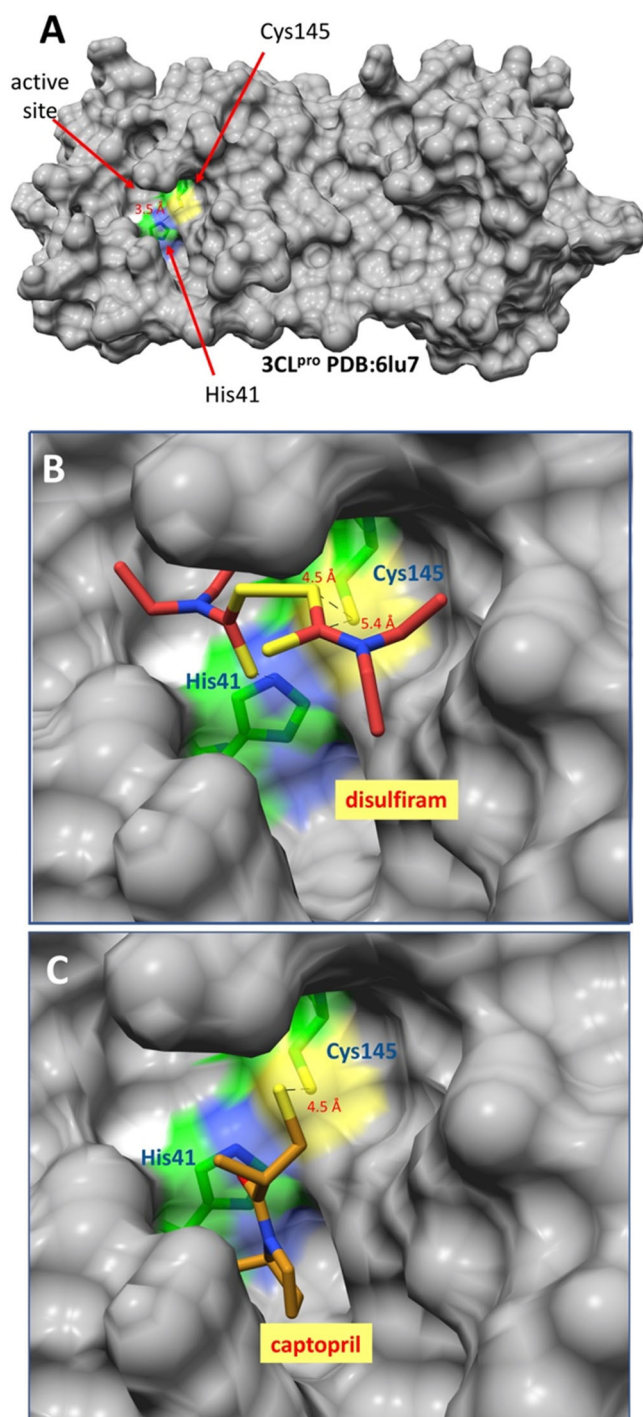 A
Cys145
active
site
3.5 Å
3CLpro PDB:6lu7
His41
B
4.5 Å
Cys145
5.4 Å
His41
disulfiram
C
Cys145
4.5 Å
His41
captopril